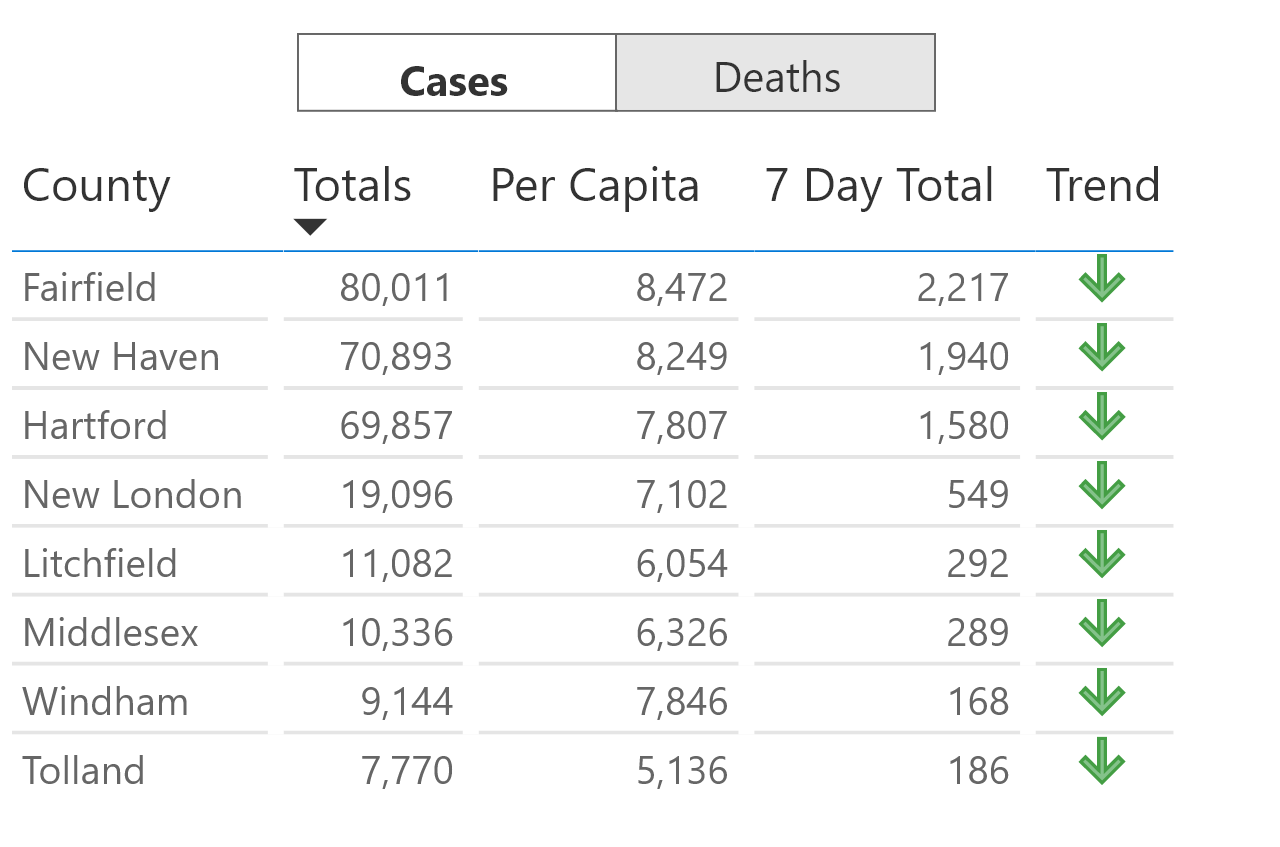 Cases Deaths
County Totals Per Capita 7 Day Total Trend
Fairfield 80,011 8,472 2,217
New Haven 70,893 8,249 1,940
Hartford 69,857 7,807 1,580
New London 19,096 7,102 549
Litchfield 11,082 6,054 292
Middlesex 10,336 6,326 289
Windham 9,144 7,846 168
Tolland 7,770 5,136 186